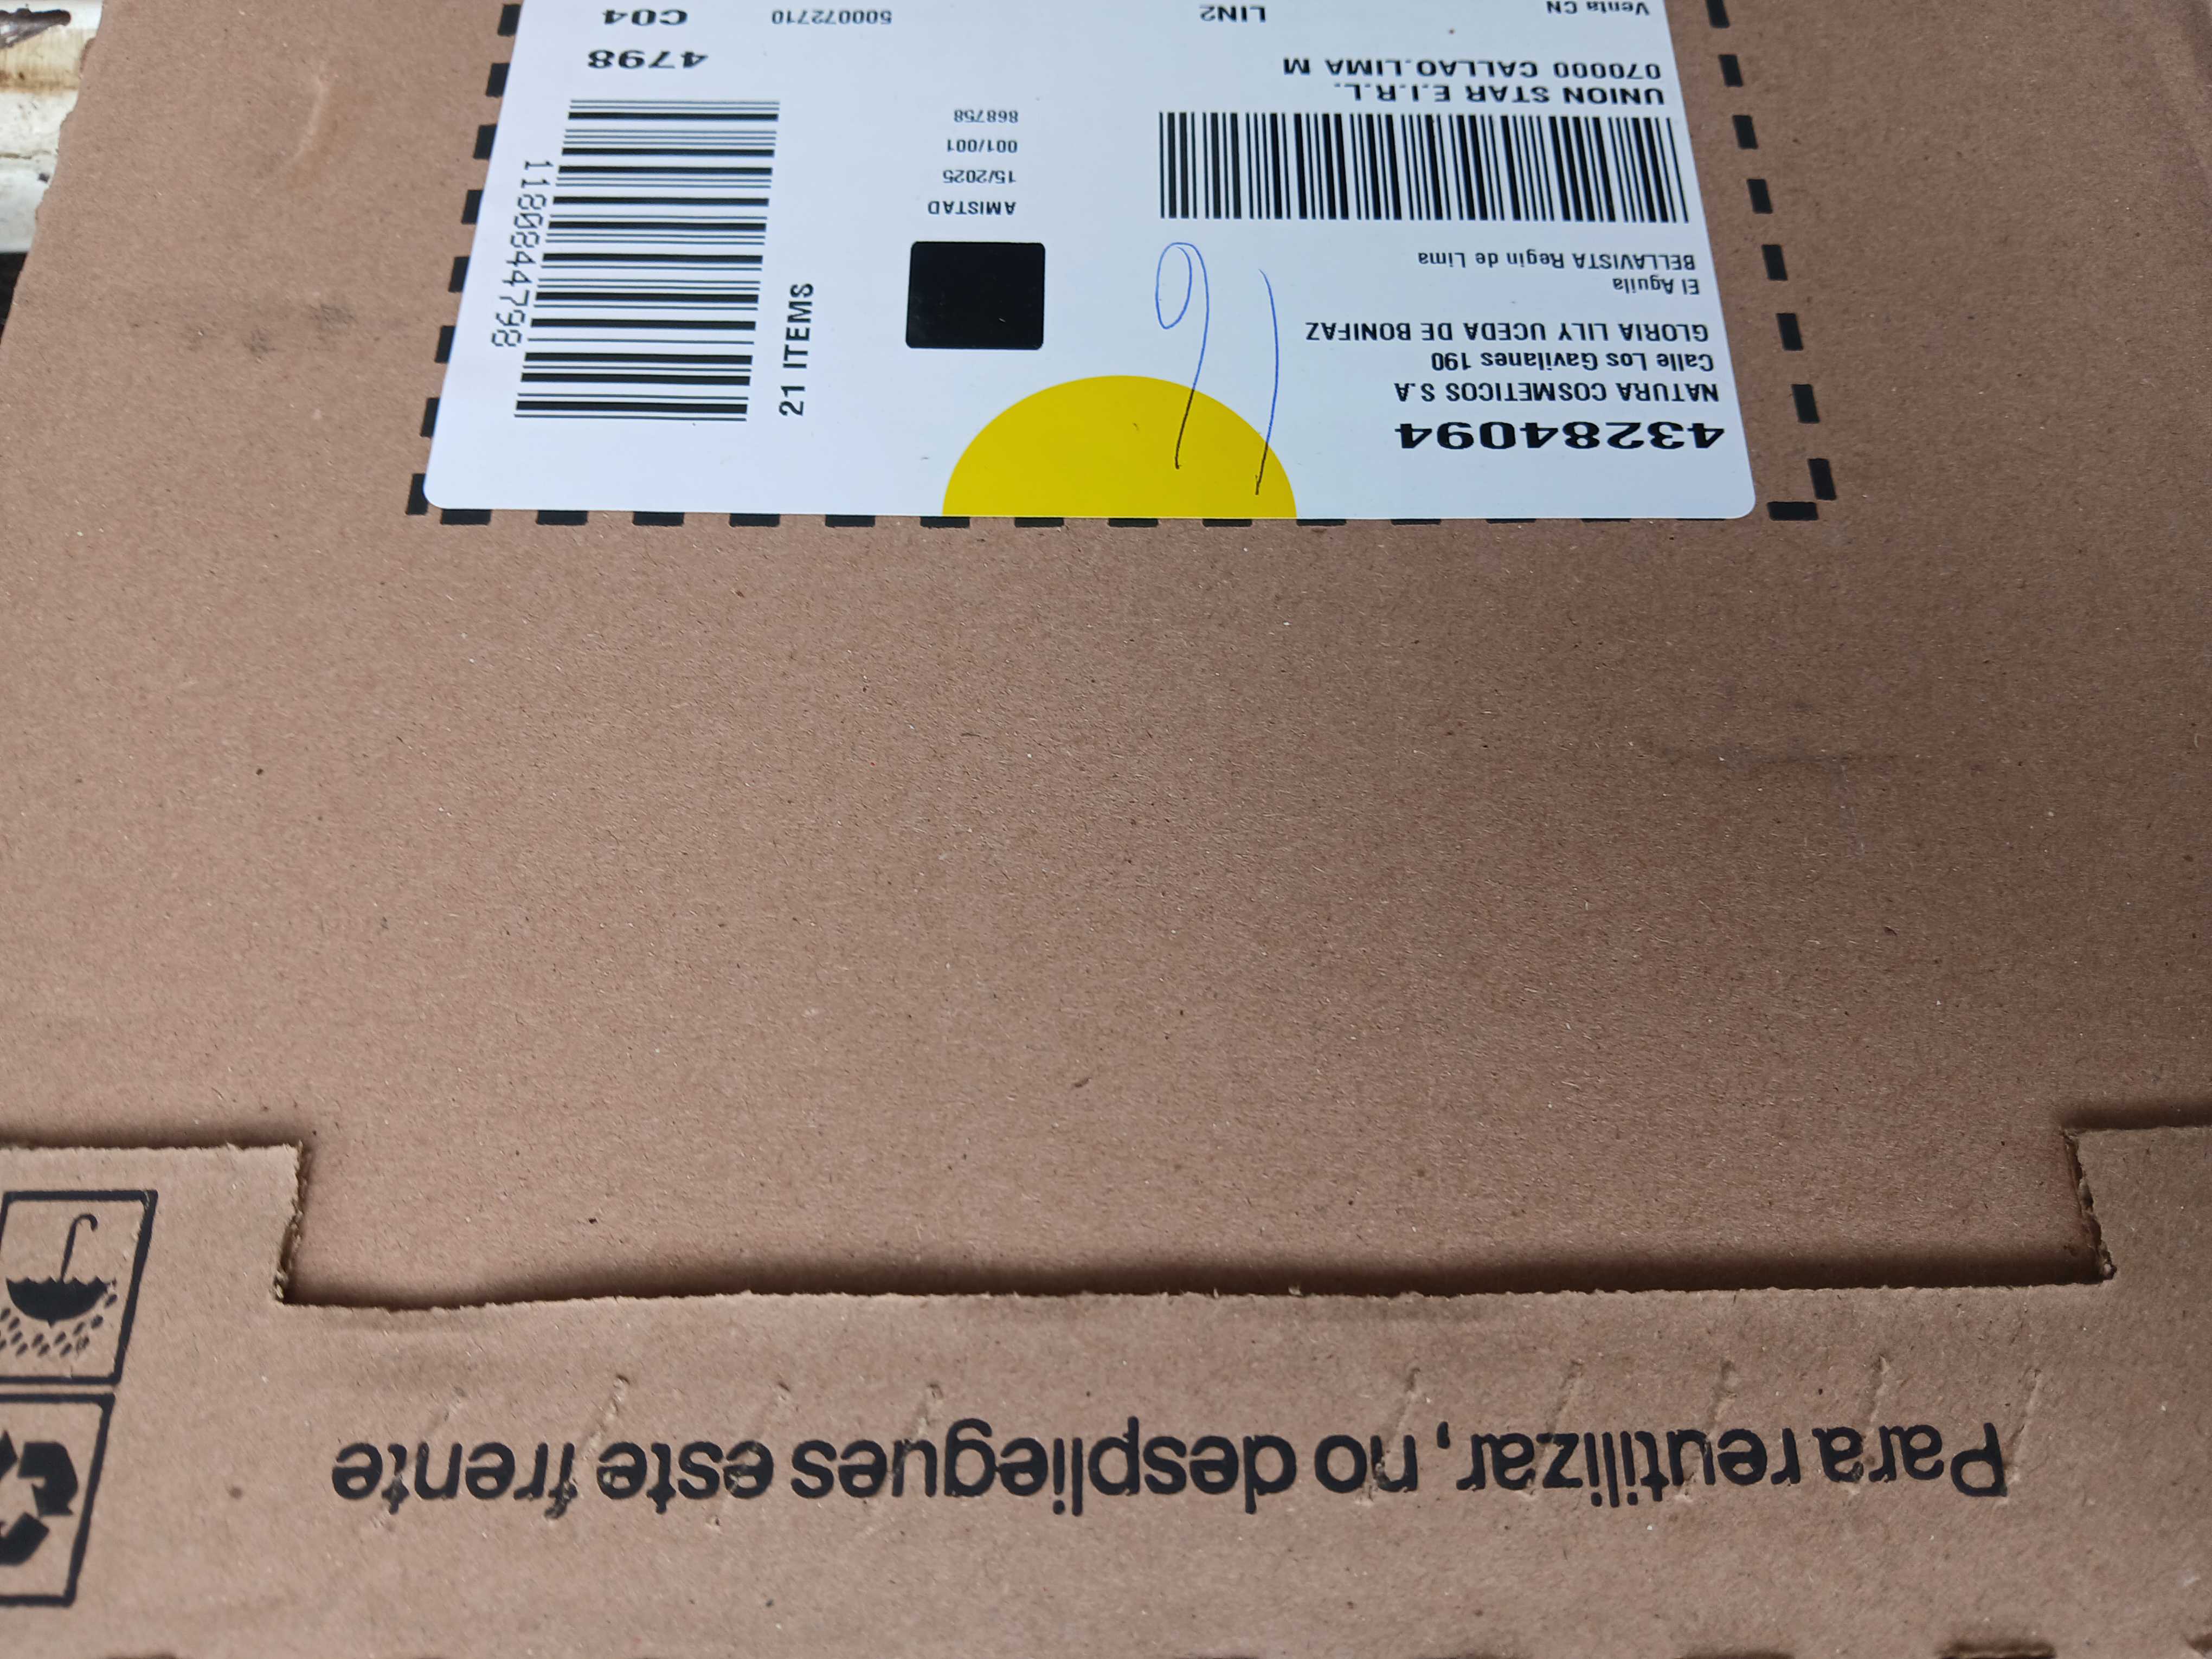 43284094
NATURA COSMETICOS S.A
Calle Los Gavilanes 190
GLORIA LILY UCEDA DE BONIFAZ
El Aguila
BELLAVISTA Regin de Lima
UNION STAR E.I.R.L.
070000 CALLAO.LIMA M
Venta CN
LIN2
91
AMISTAD
15/2025
001/001
868758
500072710
21 ITEMS
1180844798
4798
C04
Para reutilizar, no despliegues este frente